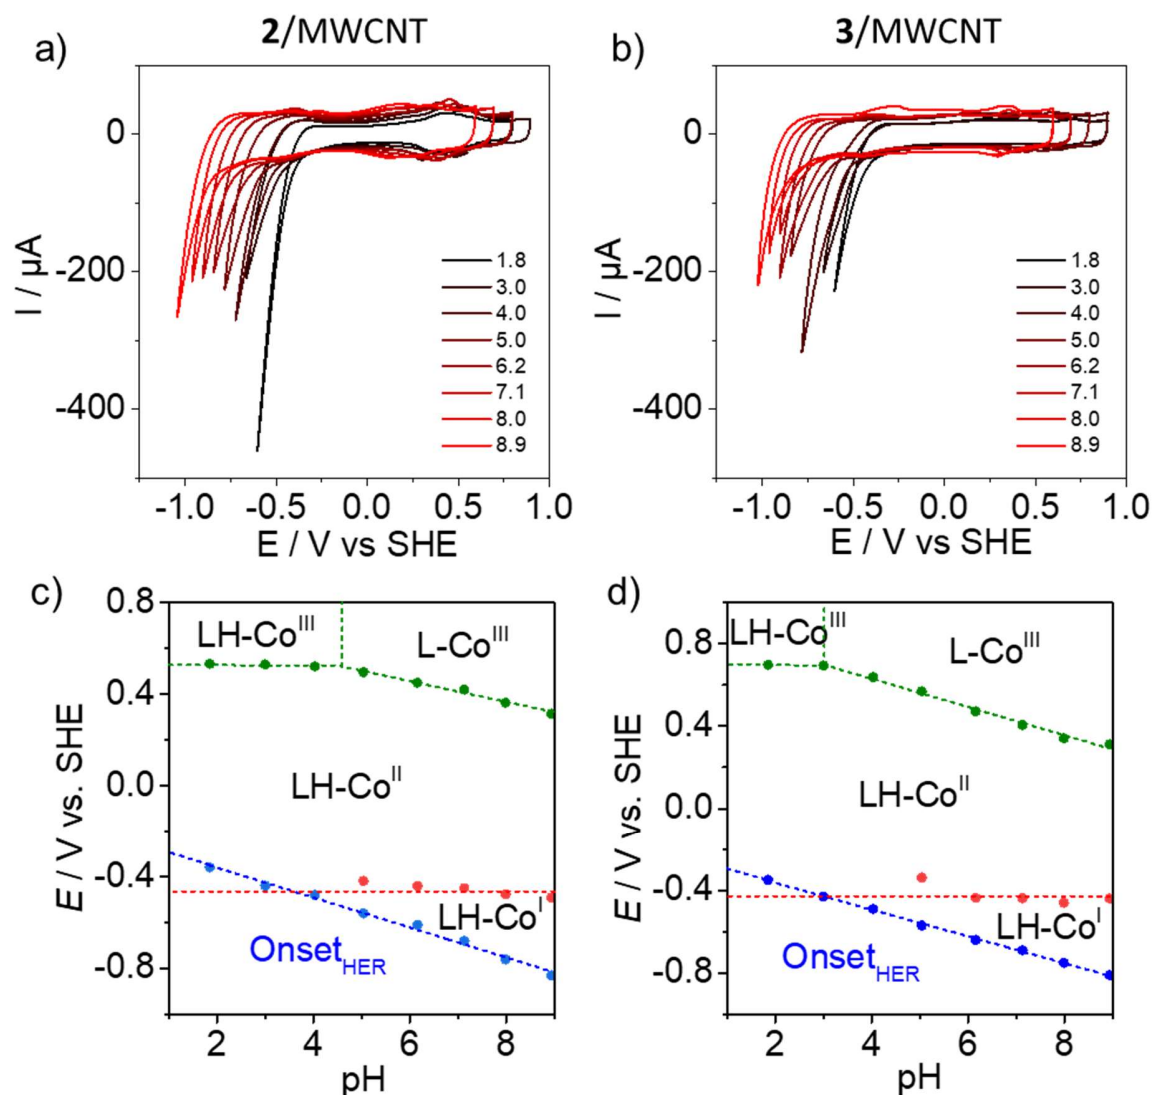 a)
2/MWCNT
0
-200
-400
I / µA
1.8
3.0
4.0
5.0
6.2
7.1
8.0
8.9
-1.0 -0.5 0.0 0.5 1.0
E / V vs SHE
b)
3/MWCNT
0
-200
-400
I / µA
1.8
3.0
4.0
5.0
6.2
7.1
8.0
8.9
-1.0 -0.5 0.0 0.5 1.0
E / V vs SHE
c)
0.8
0.4
0.0
-0.4
-0.8
E / V vs. SHE
LH-Coᴵᴵᴵ
L-Coᴵᴵᴵ
LH-Coᴵᴵ
LH-Coᴵ
OnsetHER
2 4 6 8
pH
d)
0.8
0.4
0.0
-0.4
-0.8
E / V vs. SHE
LH-Coᴵᴵᴵ
L-Coᴵᴵᴵ
LH-Coᴵᴵ
LH-Coᴵ
OnsetHER
2 4 6 8
pH